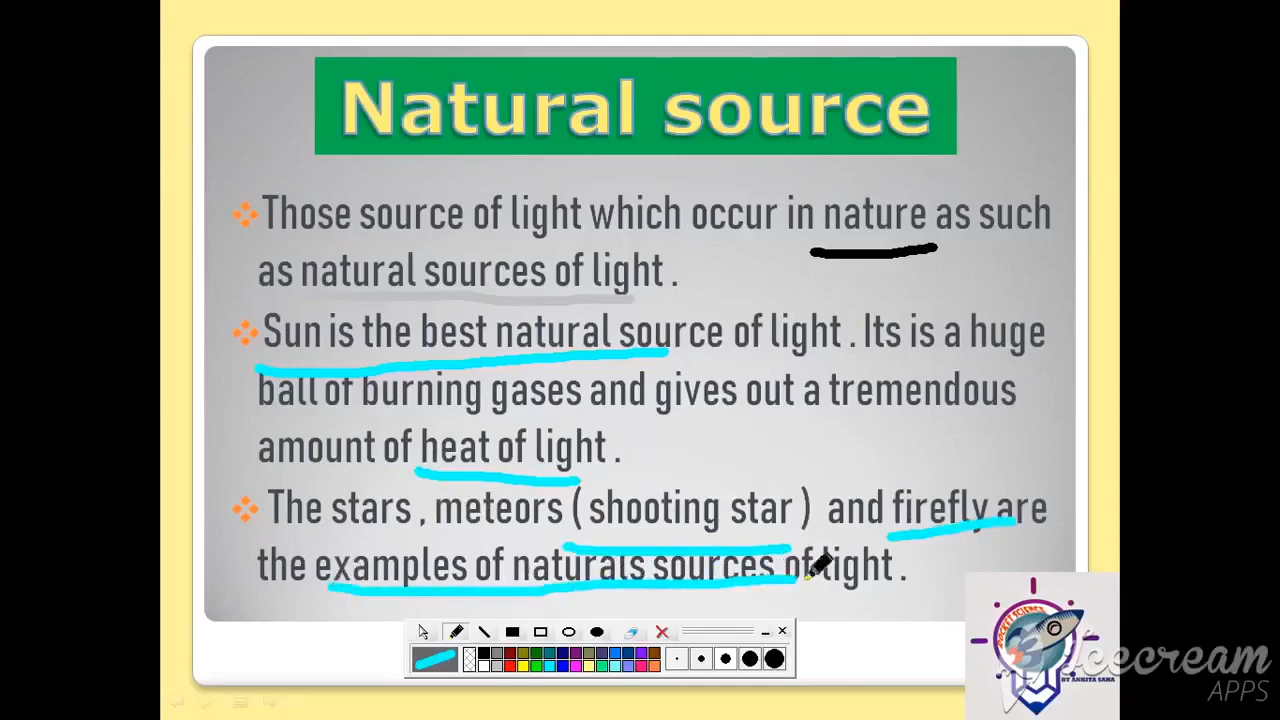 Natural source
Those source of light which occur in nature as such
as natural sources of light .
Sun is the best natural source of light . Its is a huge
ball of burning gases and gives out a tremendous
amount of heat of light .
The stars , meteors ( shooting star ) and firefly are
the examples of naturals sources of light .
Icecream
APPS
BY ANKITA SAHA